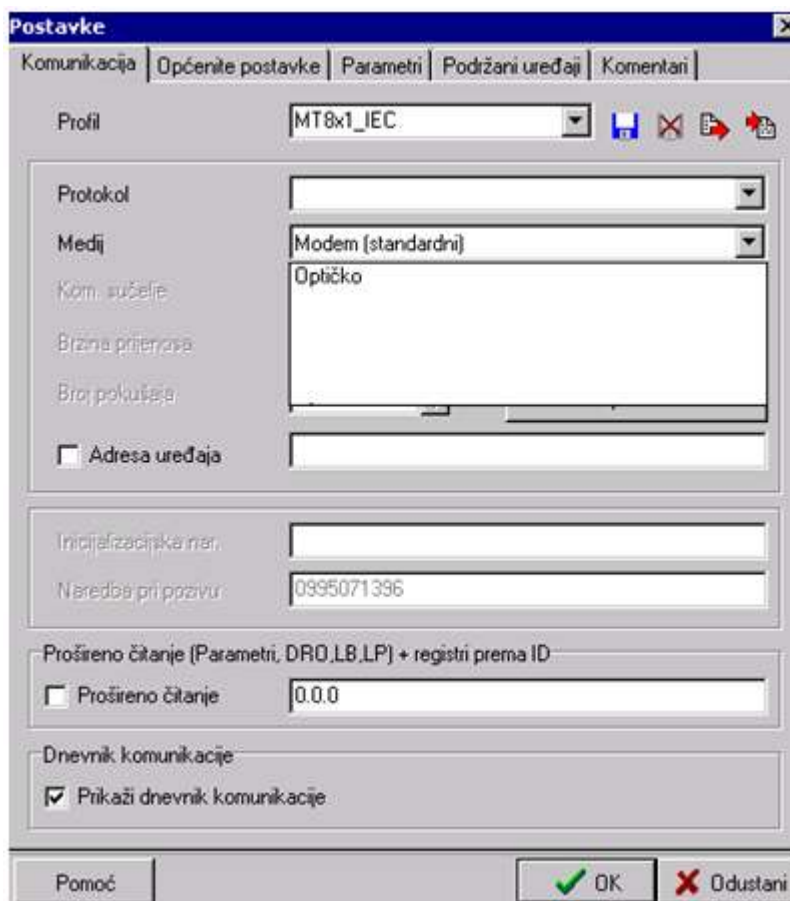 Postavke
Komunikacija Općenite postavke Parametri Podržani uređaji Komentari
Profil MT8x1_IEC
Protokol
Medij Modem (standardni)
Optičko
Kom. sučelje
Brzina prijenosa
Broj pokušaja
Adresa uređaja
Inicijalizacijska nar.
Naredba pri pozivu 0995071396
Prošireno čitanje (Parametri, DRO,LB,LP) + registri prema ID
Prošireno čitanje 0.0.0
Dnevnik komunikacije
Prikaži dnevnik komunikacije
Pomoć OK Odustani